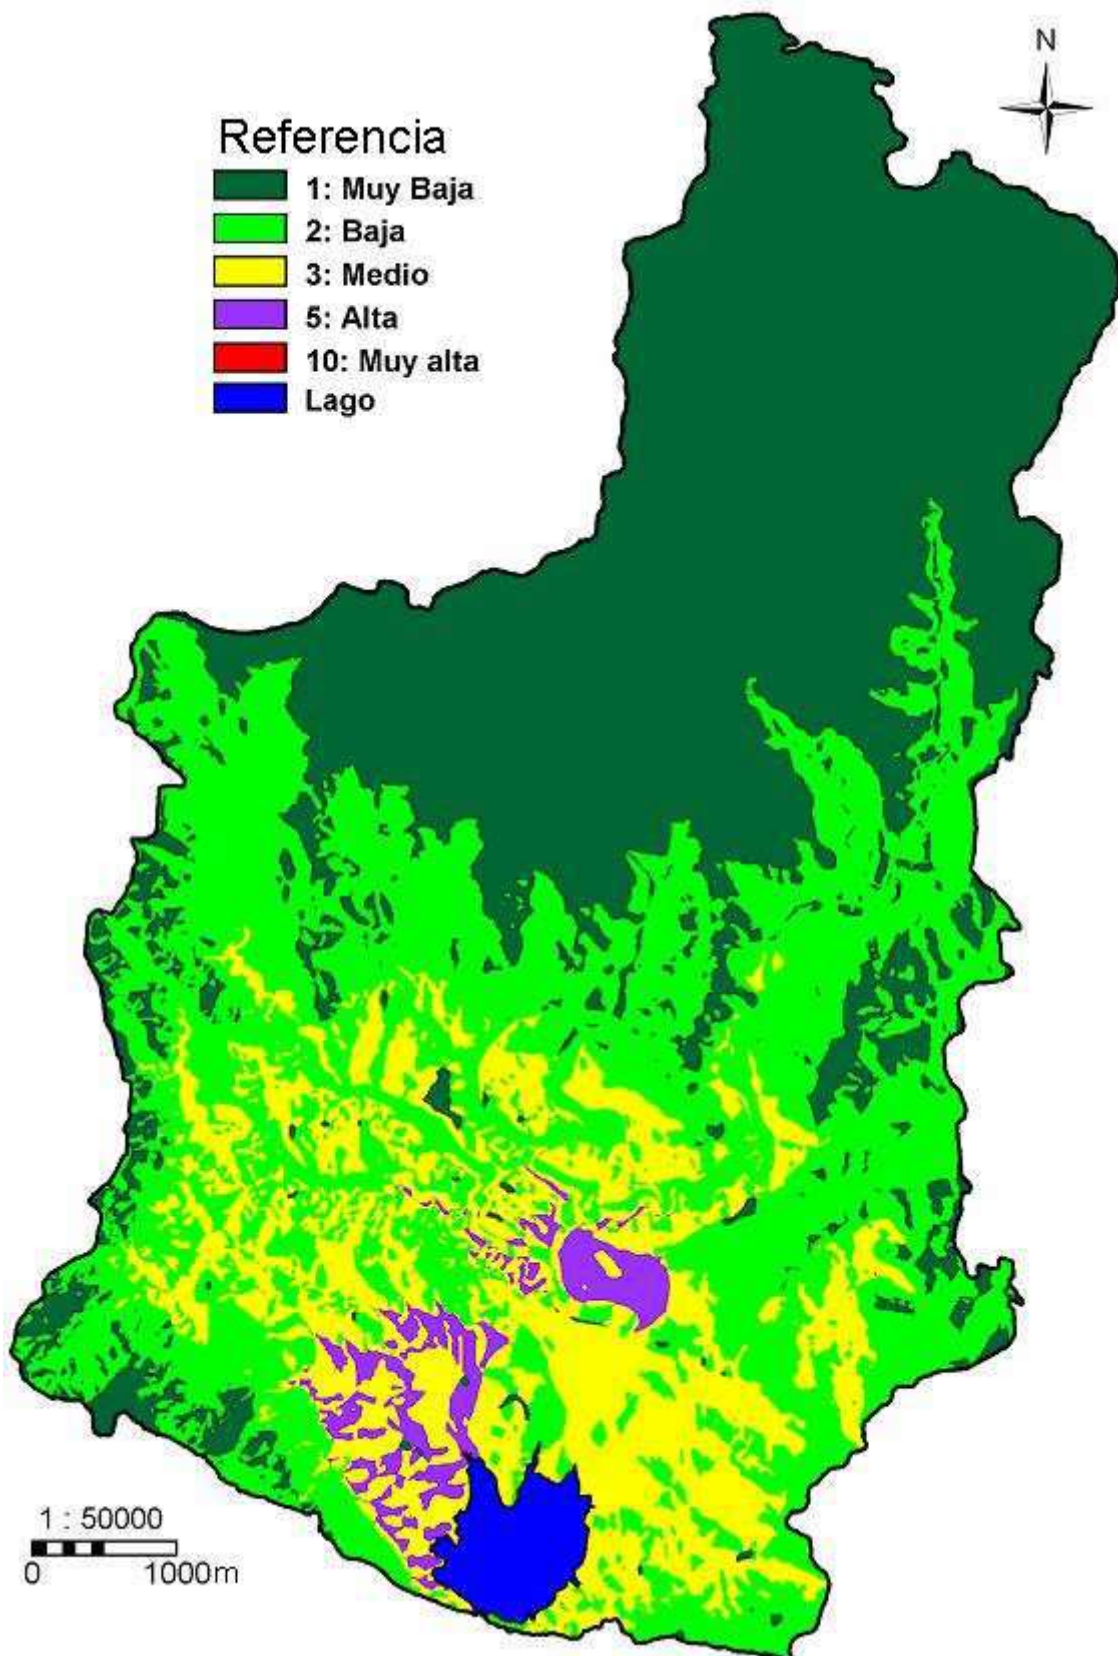 N
Referencia
1: Muy Baja
2: Baja
3: Medio
5: Alta
10: Muy alta
Lago
1 : 50000
0 1000m